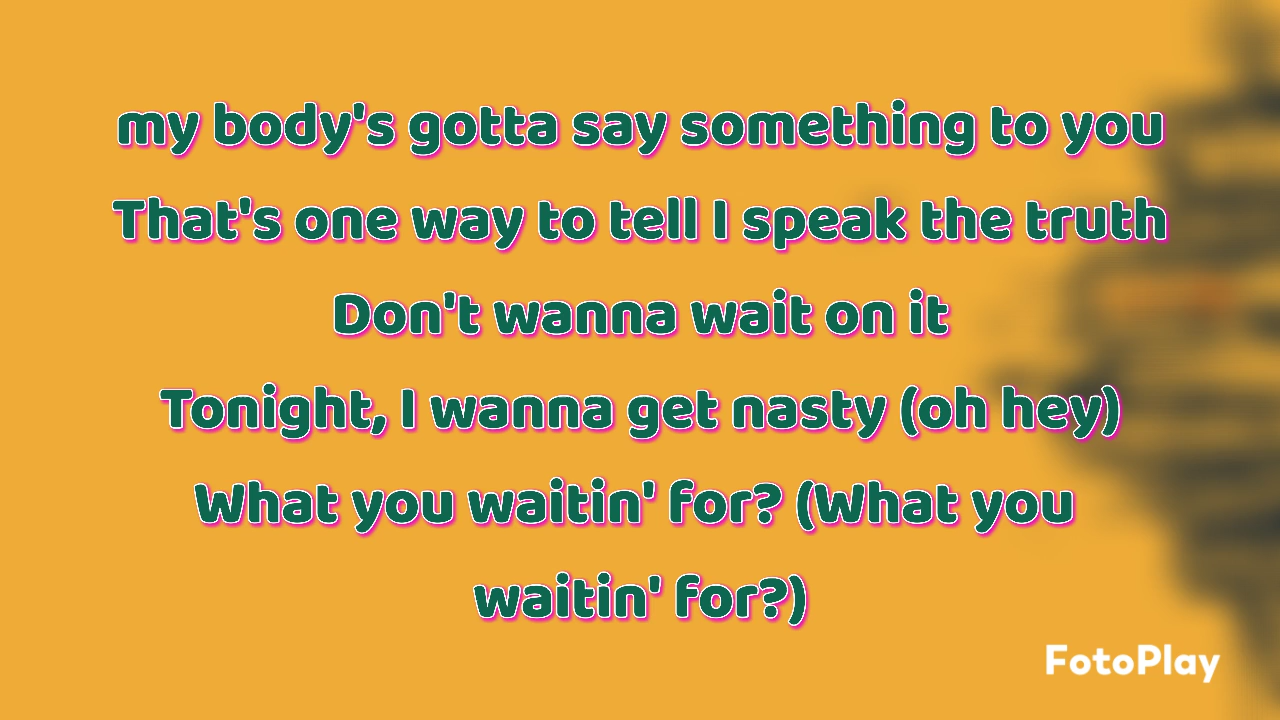 my body's gotta say something to you
That's one way to tell I speak the truth
Don't wanna wait on it
Tonight, I wanna get nasty (oh hey)
What you waitin' for? (What you
waitin' for?)
FotoPlay